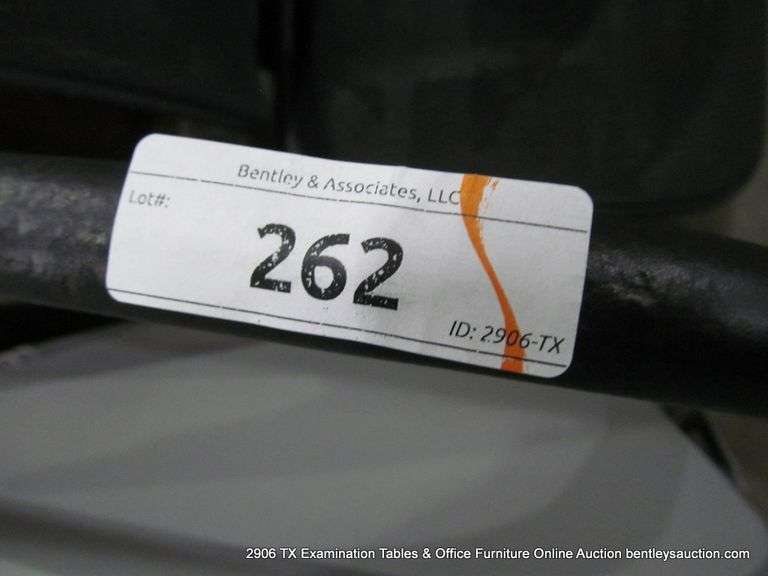 Bentley & Associates, LLC
Lot#:
262
ID: 2906-TX
2906 TX Examination Tables & Office Furniture Online Auction bentleysauction.com